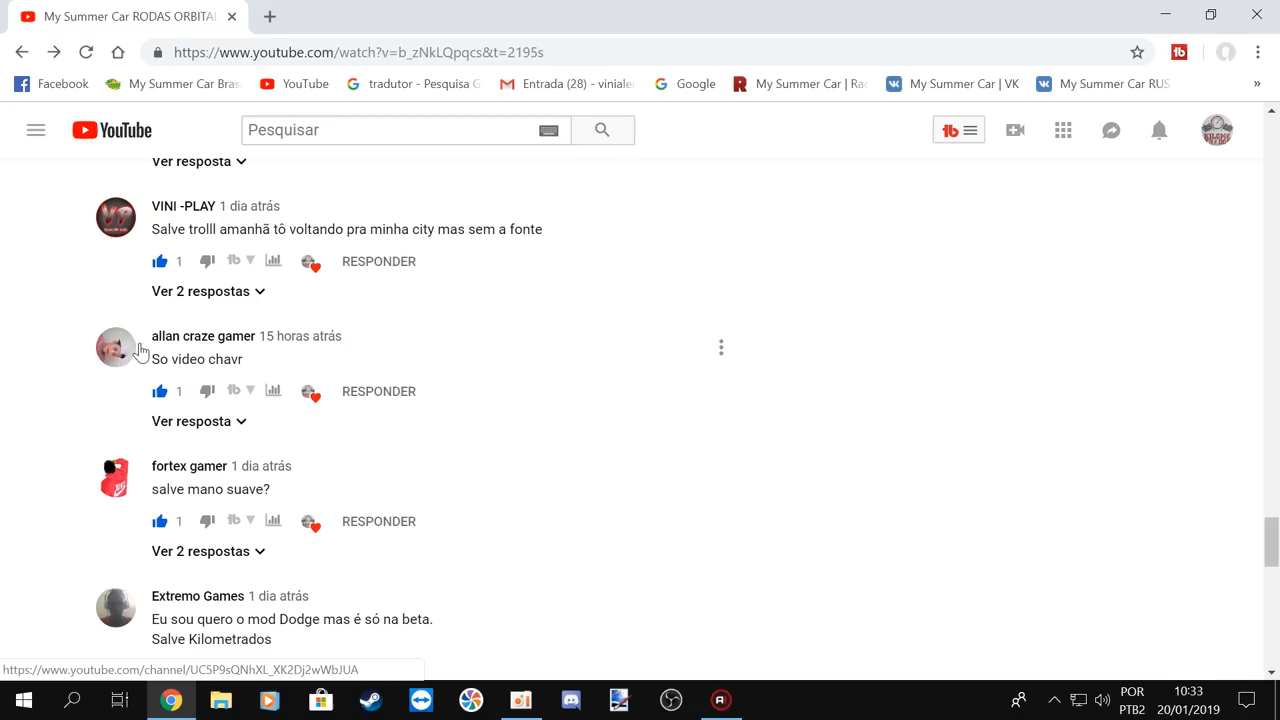 My Summer Car RODAS ORBITAL
https://www.youtube.com/watch?v=b_zNkLQpqcs&t=2195s
Facebook My Summer Car Bras YouTube tradutor - Pesquisa G Entrada (28) - vinialer Google My Summer Car | Rac My Summer Car | VK My Summer Car RUS »
YouTube Pesquisar
Ver resposta
VINI -PLAY 1 dia atrás
Salve trolll amanhã tô voltando pra minha city mas sem a fonte
1 RESPONDER
Ver 2 respostas
allan craze gamer 15 horas atrás
So video chavr
1 RESPONDER
Ver resposta
fortex gamer 1 dia atrás
salve mano suave?
1 RESPONDER
Ver 2 respostas
Extremo Games 1 dia atrás
Eu sou quero o mod Dodge mas é só na beta.
Salve Kilometrados
https://www.youtube.com/channel/UC5P9sQNhXL_XK2Dj2wWbJUA
POR 10:33
PTB2 20/01/2019